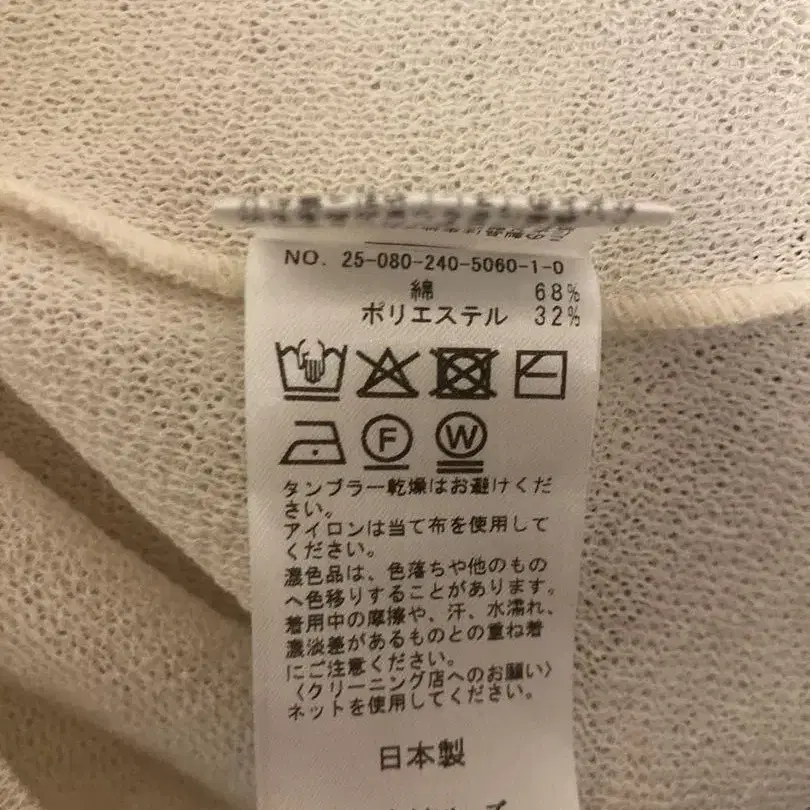 NO. 25-080-240-5060-1-0
綿 68%
ポリエステル 32%
F W
タンブラー乾燥はお避けくだ
さい。
アイロンは当て布を使用して
ください。
濃色品は、色落ちや他のもの
へ色移りすることがあります。
着用中の摩擦や、汗、水濡れ、
濃淡差があるものとの重ね着
にご注意ください。
〈クリーニング店へのお願い〉
ネットを使用してください。
日本製